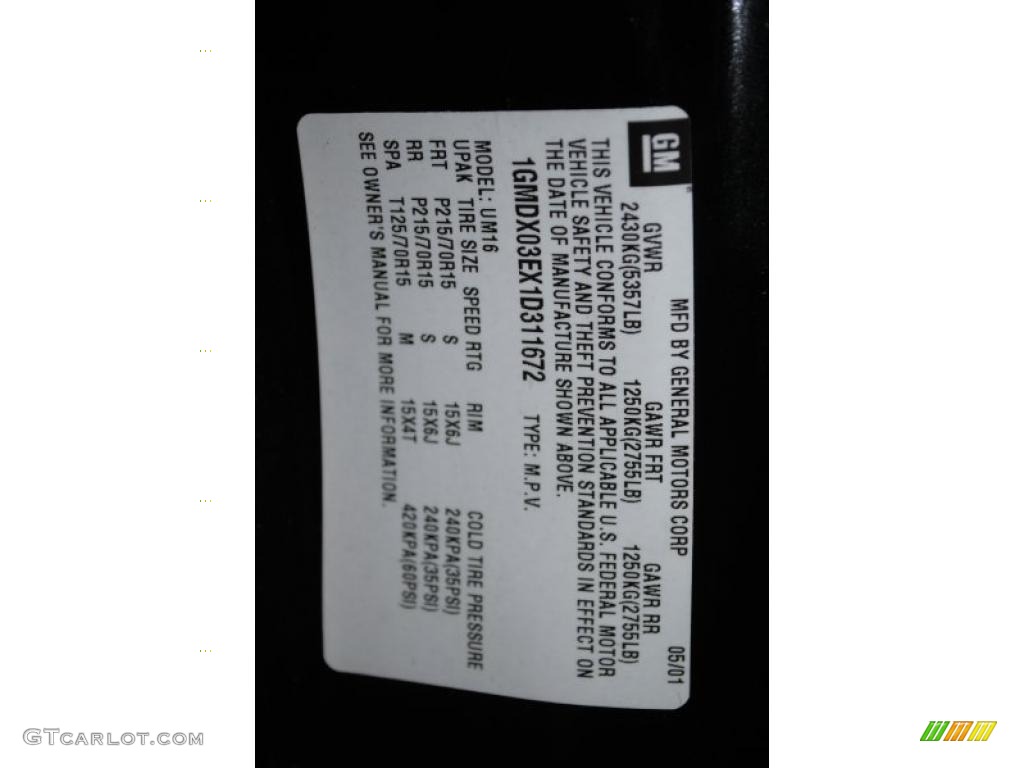 MFD BY GENERAL MOTORS CORP 05/01
GM
GVWR GAWR FRT GAWR RR
2430KG(5357LB) 1250KG(2755LB) 1250KG(2755LB)
THIS VEHICLE CONFORMS TO ALL APPLICABLE U.S. FEDERAL MOTOR
VEHICLE SAFETY AND THEFT PREVENTION STANDARDS IN EFFECT ON
THE DATE OF MANUFACTURE SHOWN ABOVE.
1GMDX03EX1D311672 TYPE: M.P.V.
MODEL: UM16
UPAK TIRE SIZE SPEED RTG RIM COLD TIRE PRESSURE
FRT P215/70R15 S 15X6J 240KPA(35PSI)
RR P215/70R15 S 15X6J 240KPA(35PSI)
SPA T125/70R15 M 15X4T 420KPA(60PSI)
SEE OWNER'S MANUAL FOR MORE INFORMATION.
GTCARLOT.COM